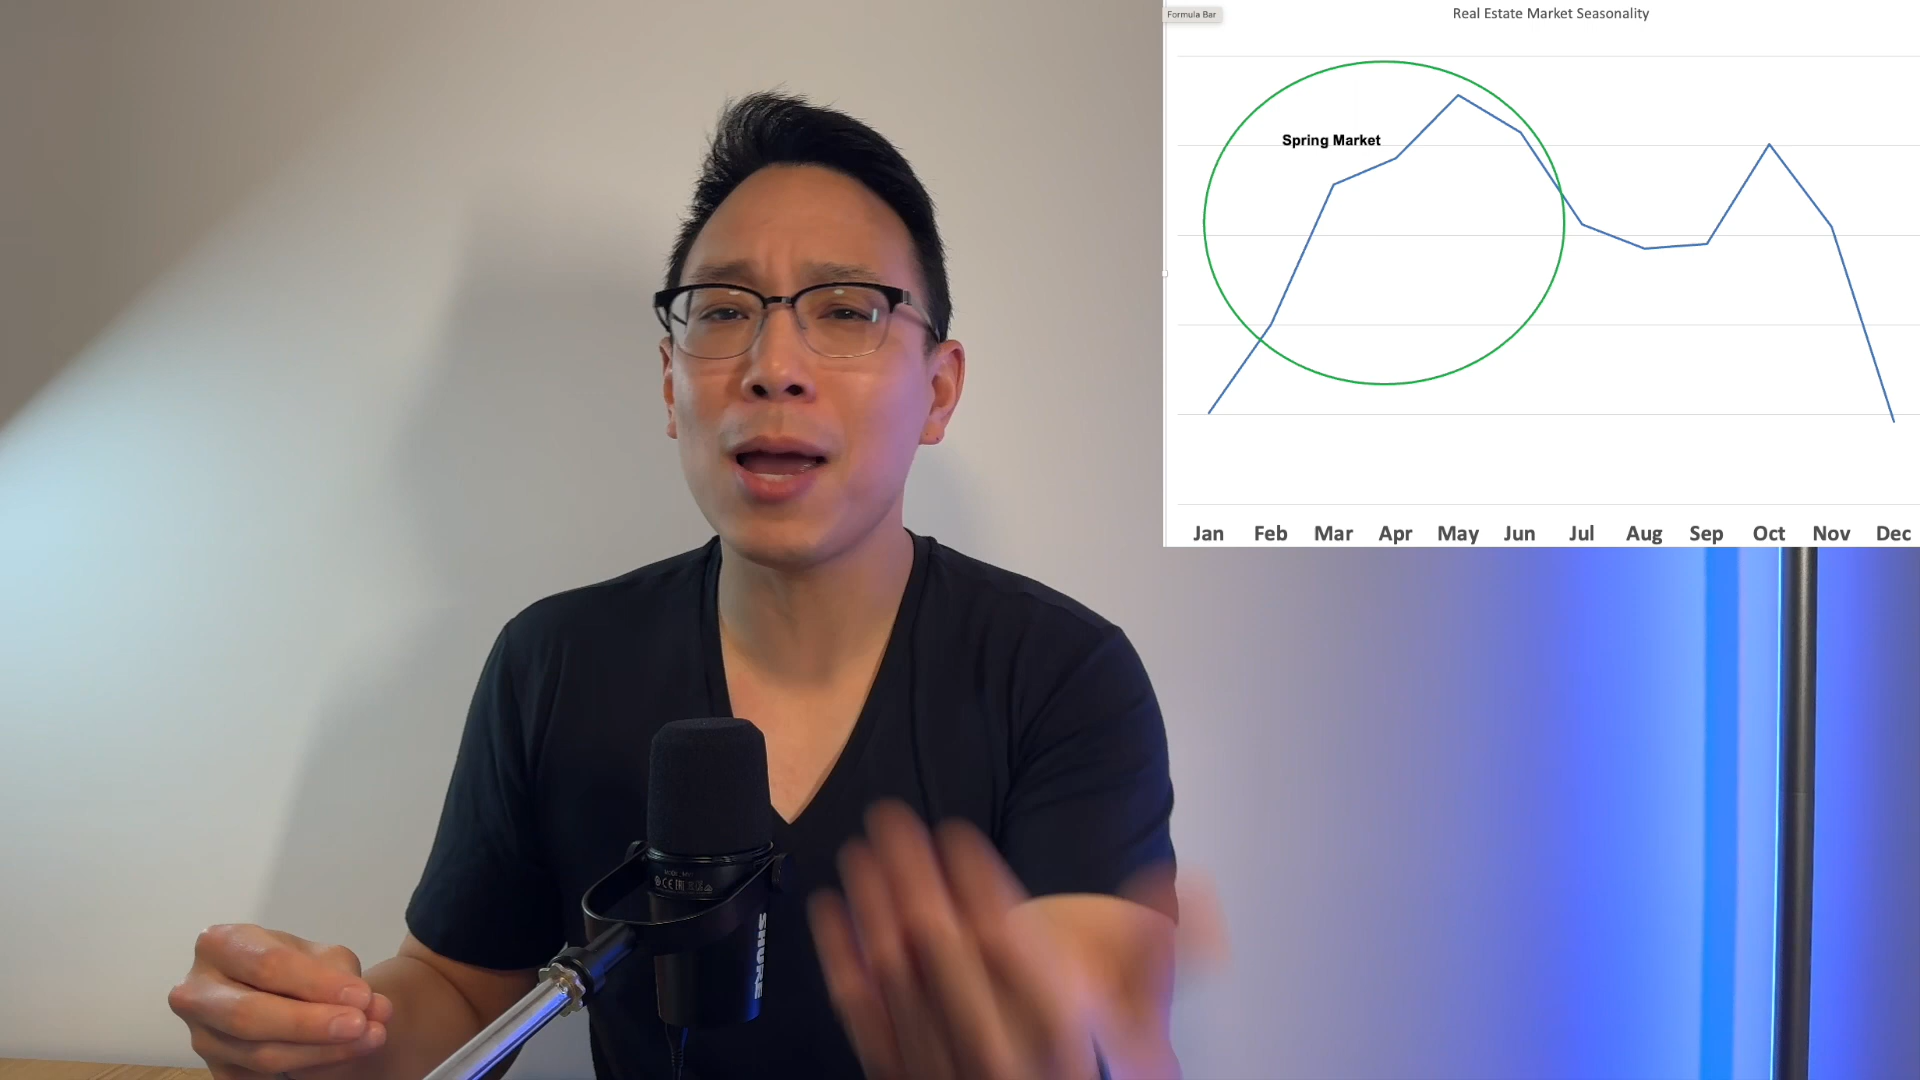 Formula Bar
Real Estate Market Seasonality
Spring Market
Jan Feb Mar Apr May Jun Jul Aug Sep Oct Nov Dec
SHURE